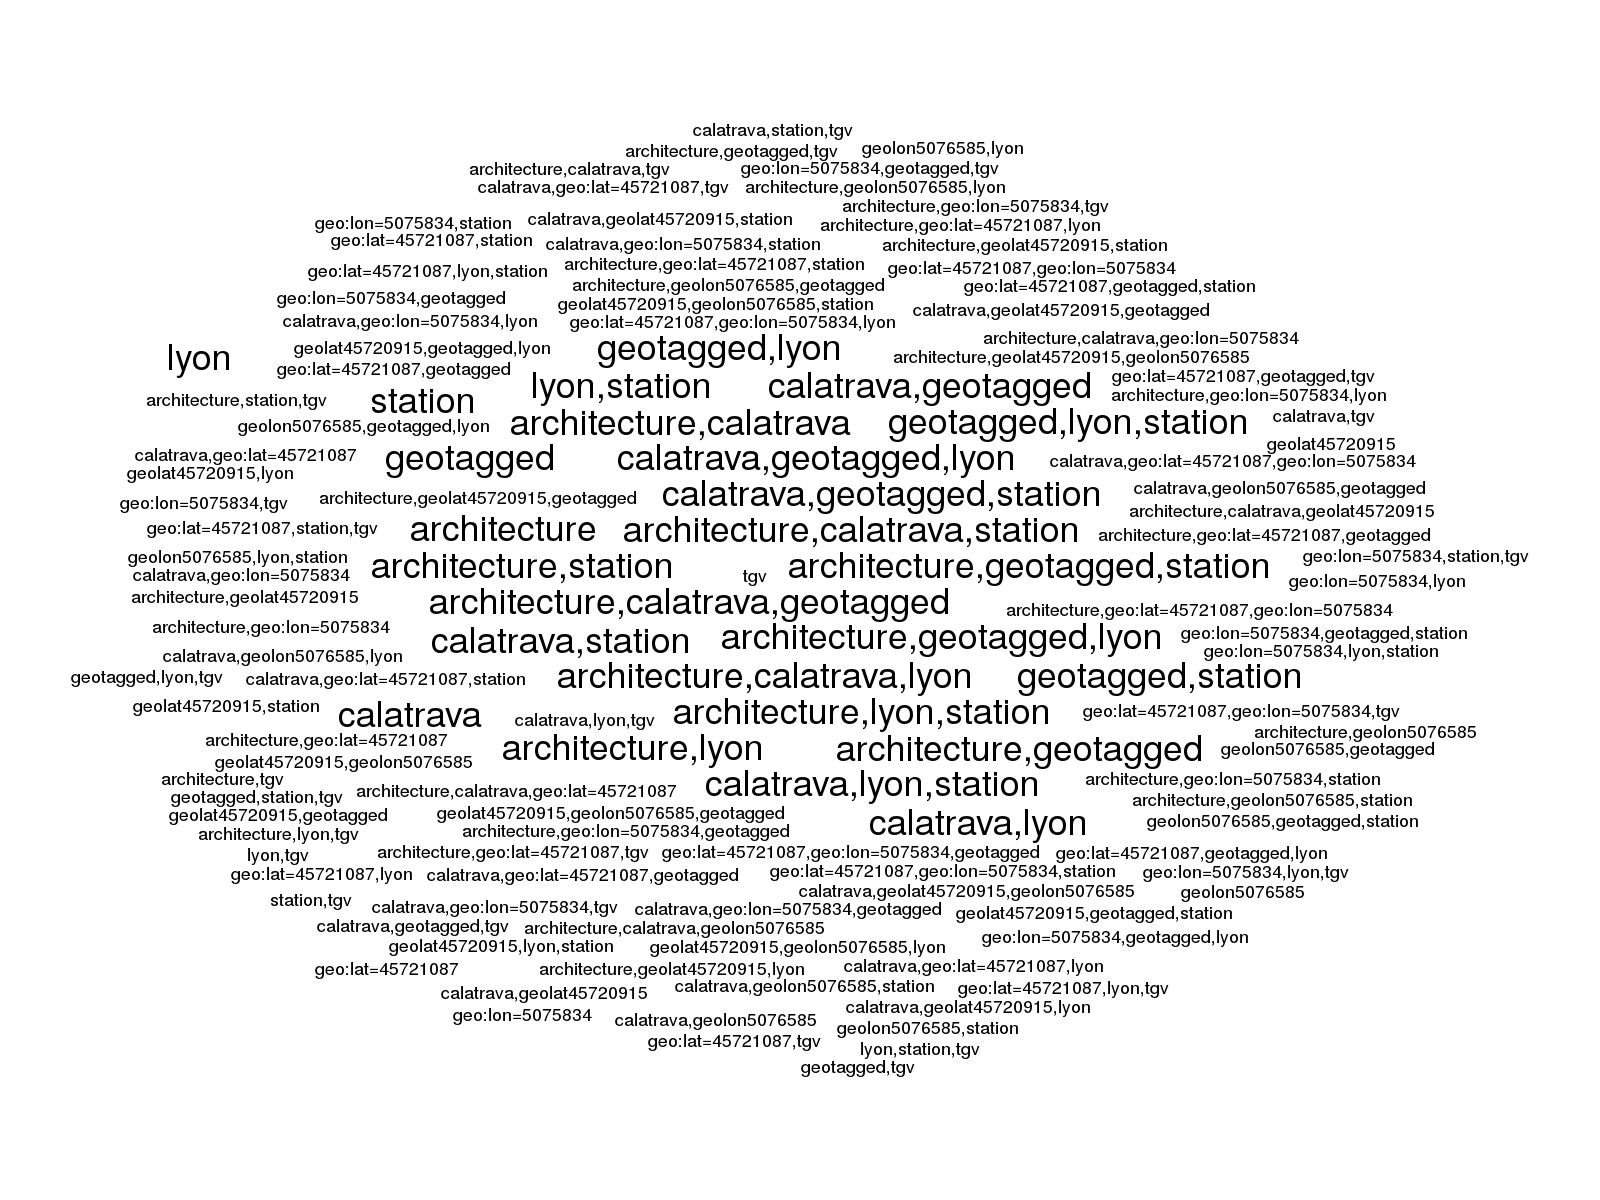 calatrava,station,tgv
architecture,geotagged,tgv geolon5076585,lyon
architecture,calatrava,tgv geo:lon=5075834,geotagged,tgv
calatrava,geo:lat=45721087,tgv architecture,geolon5076585,lyon
architecture,geo:lon=5075834,tgv
geo:lon=5075834,station calatrava,geolat45720915,station architecture,geo:lat=45721087,lyon
geo:lat=45721087,station calatrava,geo:lon=5075834,station architecture,geolat45720915,station
geo:lat=45721087,lyon,station architecture,geo:lat=45721087,station geo:lat=45721087,geo:lon=5075834
architecture,geolon5076585,geotagged geo:lat=45721087,geotagged,station
geo:lon=5075834,geotagged geolat45720915,geolon5076585,station calatrava,geolat45720915,geotagged
calatrava,geo:lon=5075834,lyon geo:lat=45721087,geo:lon=5075834,lyon
architecture,calatrava,geo:lon=5075834
lyon geolat45720915,geotagged,lyon geotagged,lyon architecture,geolat45720915,geolon5076585
geo:lat=45721087,geotagged geo:lat=45721087,geotagged,tgv
lyon,station calatrava,geotagged architecture,geo:lon=5075834,lyon
architecture,station,tgv station
geolon5076585,geotagged,lyon architecture,calatrava geotagged,lyon,station calatrava,tgv
geolat45720915
calatrava,geo:lat=45721087 geotagged calatrava,geotagged,lyon calatrava,geo:lat=45721087,geo:lon=5075834
geolat45720915,lyon
geo:lon=5075834,tgv architecture,geolat45720915,geotagged calatrava,geotagged,station calatrava,geolon5076585,geotagged
architecture,calatrava,geolat45720915
geo:lat=45721087,station,tgv architecture architecture,calatrava,station architecture,geo:lat=45721087,geotagged
geolon5076585,lyon,station geo:lon=5075834,station,tgv
calatrava,geo:lon=5075834 architecture,station tgv architecture,geotagged,station geo:lon=5075834,lyon
architecture,geolat45720915 architecture,calatrava,geotagged architecture,geo:lat=45721087,geo:lon=5075834
architecture,geo:lon=5075834 calatrava,station architecture,geotagged,lyon geo:lon=5075834,geotagged,station
calatrava,geolon5076585,lyon geo:lon=5075834,lyon,station
geotagged,lyon,tgv calatrava,geo:lat=45721087,station architecture,calatrava,lyon geotagged,station
geolat45720915,station calatrava calatrava,lyon,tgv architecture,lyon,station geo:lat=45721087,geo:lon=5075834,tgv
architecture,geolon5076585
architecture,geo:lat=45721087 architecture,lyon architecture,geotagged geolon5076585,geotagged
geolat45720915,geolon5076585
architecture,tgv calatrava,lyon,station architecture,geo:lon=5075834,station
geotagged,station,tgv architecture,calatrava,geo:lat=45721087 architecture,geolon5076585,station
geolat45720915,geotagged geolat45720915,geolon5076585,geotagged calatrava,lyon geolon5076585,geotagged,station
architecture,lyon,tgv architecture,geo:lon=5075834,geotagged
lyon,tgv architecture,geo:lat=45721087,tgv geo:lat=45721087,geo:lon=5075834,geotagged geo:lat=45721087,geotagged,lyon
geo:lat=45721087,lyon calatrava,geo:lat=45721087,geotagged geo:lat=45721087,geo:lon=5075834,station geo:lon=5075834,lyon,tgv
calatrava,geolat45720915,geolon5076585 geolon5076585
station,tgv calatrava,geo:lon=5075834,tgv calatrava,geo:lon=5075834,geotagged geolat45720915,geotagged,station
calatrava,geotagged,tgv architecture,calatrava,geolon5076585
geolat45720915,lyon,station geolat45720915,geolon5076585,lyon geo:lon=5075834,geotagged,lyon
geo:lat=45721087 architecture,geolat45720915,lyon calatrava,geo:lat=45721087,lyon
calatrava,geolat45720915 calatrava,geolon5076585,station geo:lat=45721087,lyon,tgv
geo:lon=5075834 calatrava,geolon5076585 calatrava,geolat45720915,lyon
geolon5076585,station
geo:lat=45721087,tgv lyon,station,tgv
geotagged,tgv